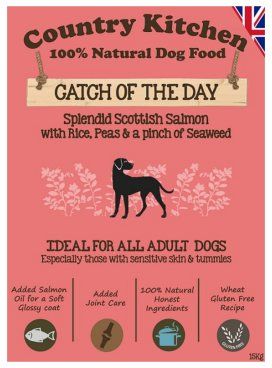 Country Kitchen
100% Natural Dog Food
CATCH OF THE DAY
Splendid Scottish Salmon
with Rice, Peas & a pinch of Seaweed
IDEAL FOR ALL ADULT DOGS
Especially those with sensitive skin & tummies
Added Salmon
Oil for a Soft
Glossy coat
Added
Joint Care
100% Natural
Honest
Ingredients
Wheat
Gluten Free
Recipe
GLUTEN FREE
15Kg